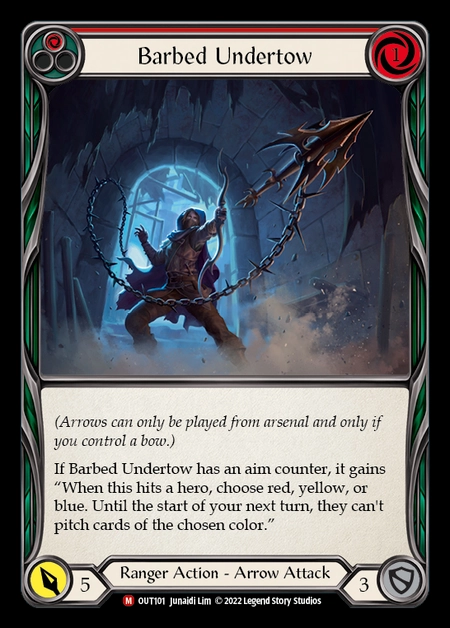 Barbed Undertow
1
(Arrows can only be played from arsenal and only if
you control a bow.)
If Barbed Undertow has an aim counter, it gains
“When this hits a hero, choose red, yellow, or
blue. Until the start of your next turn, they can't
pitch cards of the chosen color.”
5
Ranger Action - Arrow Attack
3
M OUT101 Junaidi Lim © 2022 Legend Story Studios